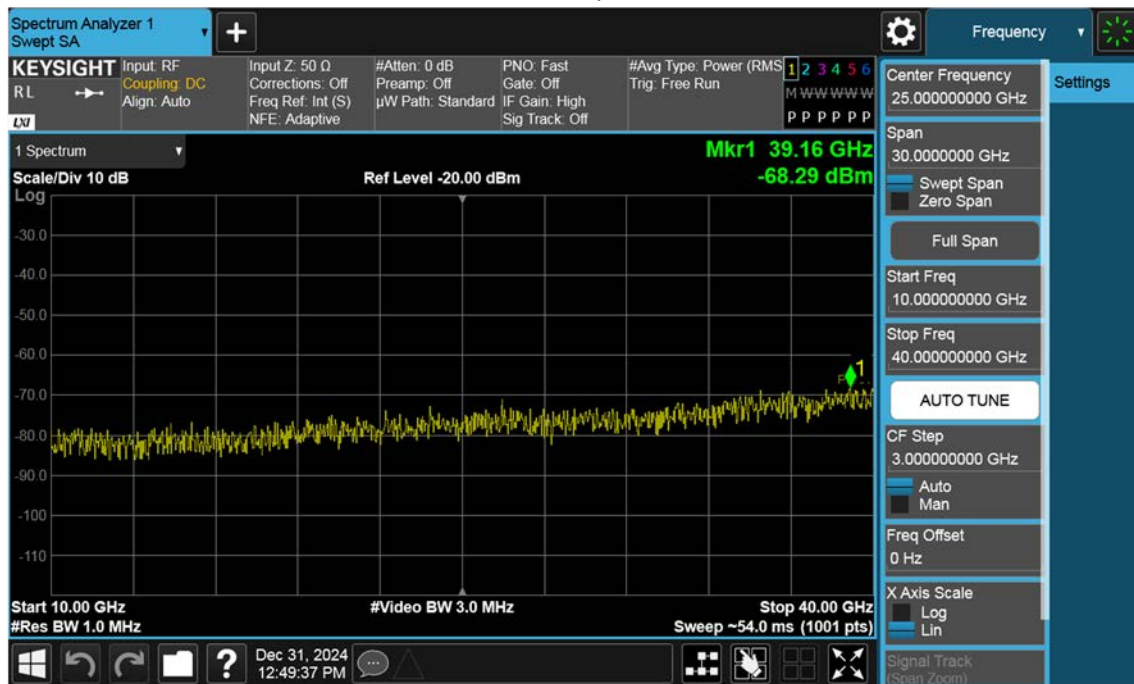 Spectrum Analyzer 1
Swept SA
+
Frequency
KEYSIGHT
RL
LXI
Input: RF
Coupling: DC
Align: Auto
Input Z: 50 Ω
Corrections: Off
Freq Ref: Int (S)
NFE: Adaptive
#Atten: 0 dB
Preamp: Off
µW Path: Standard
PNO: Fast
Gate: Off
IF Gain: High
Sig Track: Off
#Avg Type: Power (RMS
Trig: Free Run
1 2 3 4 5 6
M W W W W W
P P P P P P
1 Spectrum
Scale/Div 10 dB
Ref Level -20.00 dBm
Mkr1 39.16 GHz
-68.29 dBm
Log
-30.0
-40.0
-50.0
-60.0
-70.0
-80.0
-90.0
-100
-110
1
Start 10.00 GHz
#Video BW 3.0 MHz
Stop 40.00 GHz
#Res BW 1.0 MHz
Sweep ~54.0 ms (1001 pts)
Center Frequency
25.000000000 GHz
Settings
Span
30.0000000 GHz
Swept Span
Zero Span
Full Span
Start Freq
10.000000000 GHz
Stop Freq
40.000000000 GHz
AUTO TUNE
CF Step
3.000000000 GHz
Auto
Man
Freq Offset
0 Hz
X Axis Scale
Log
Lin
Signal Track
(Span Zoom)
?
Dec 31, 2024
12:49:37 PM